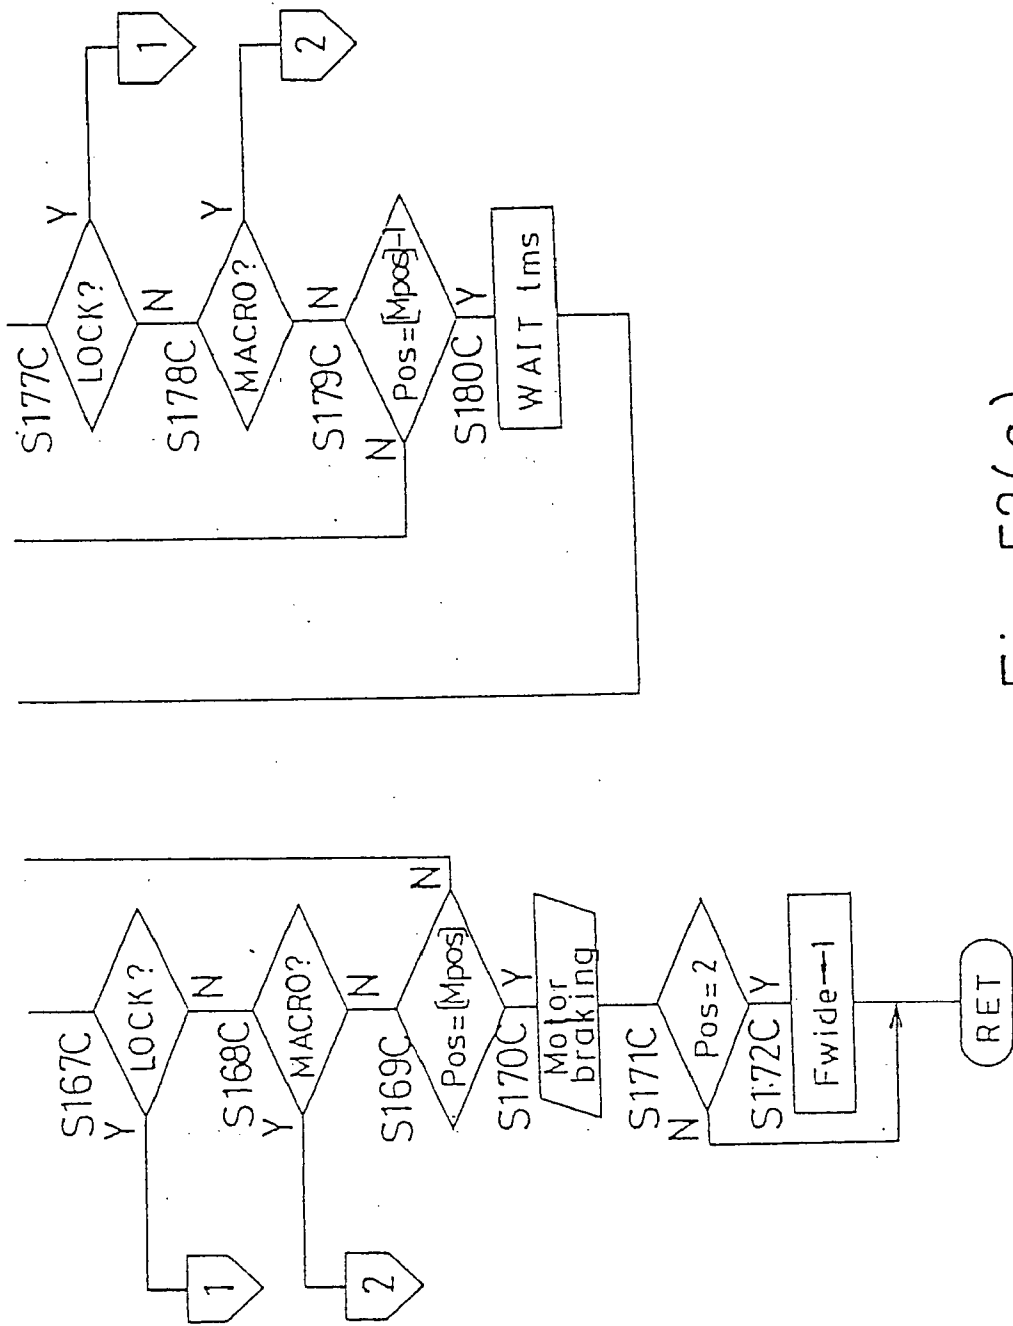 S167C
LOCK?
Y
N
1
S168C
MACRO?
Y
N
2
S169C
Pos=[Mpos]
N
Y
S170C
Motor
braking
S171C
Pos=2
N
Y
S172C
Fwide←1
RET
S177C
LOCK?
Y
N
1
S178C
MACRO?
Y
N
2
S179C
Pos=[Mpos]-1
N
Y
S180C
WAIT 1ms